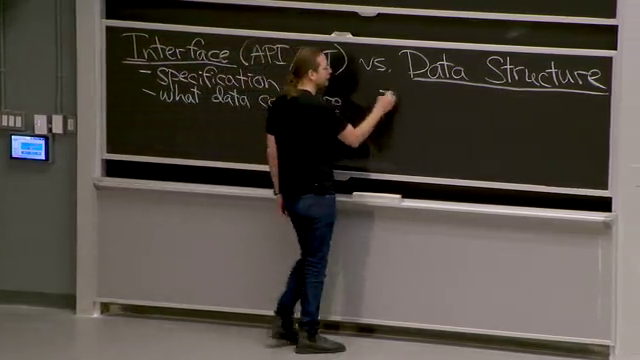 Interface (API vs. Data Structure
- specification
- what data